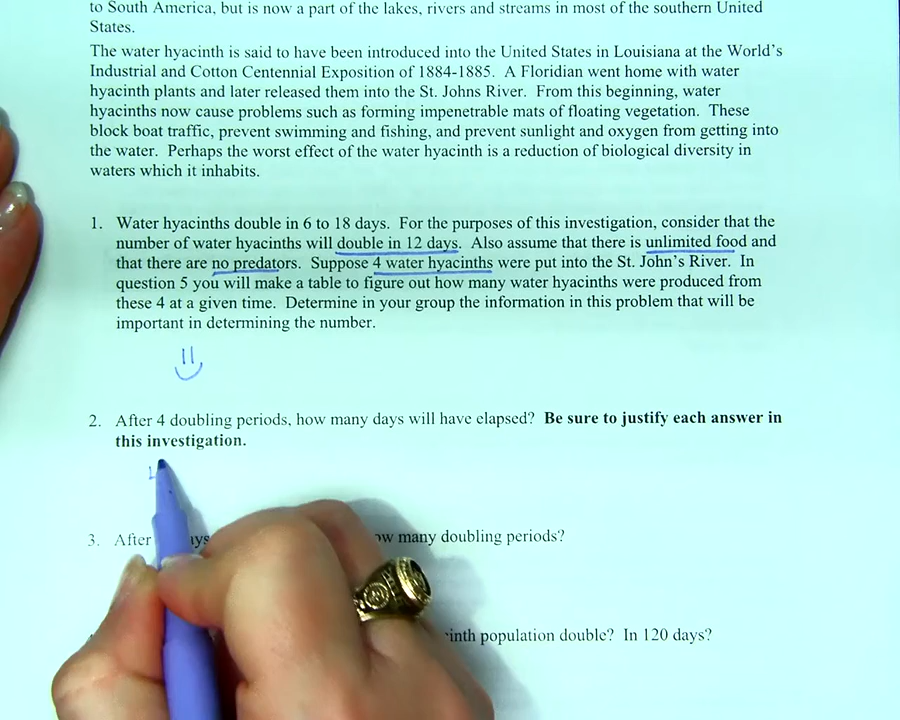 to South America, but is now a part of the lakes, rivers and streams in most of the southern United
States.
The water hyacinth is said to have been introduced into the United States in Louisiana at the World's
Industrial and Cotton Centennial Exposition of 1884-1885. A Floridian went home with water
hyacinth plants and later released them into the St. Johns River. From this beginning, water
hyacinths now cause problems such as forming impenetrable mats of floating vegetation. These
block boat traffic, prevent swimming and fishing, and prevent sunlight and oxygen from getting into
the water. Perhaps the worst effect of the water hyacinth is a reduction of biological diversity in
waters which it inhabits.
1. Water hyacinths double in 6 to 18 days. For the purposes of this investigation, consider that the
number of water hyacinths will double in 12 days. Also assume that there is unlimited food and
that there are no predators. Suppose 4 water hyacinths were put into the St. John's River. In
question 5 you will make a table to figure out how many water hyacinths were produced from
these 4 at a given time. Determine in your group the information in this problem that will be
important in determining the number.
2. After 4 doubling periods, how many days will have elapsed? Be sure to justify each answer in
this investigation.
3. After many doubling periods?
population double? In 120 days?